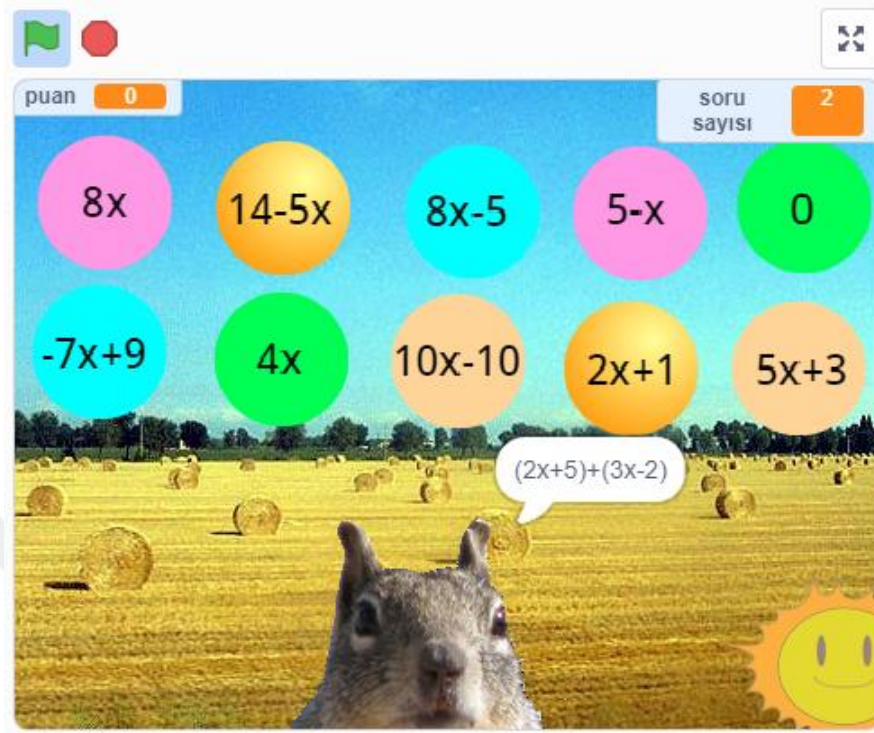 puan 0
soru 2
sayısı
8x
14-5x
8x-5
5-x
0
-7x+9
4x
10x-10
2x+1
5x+3
(2x+5)+(3x-2)